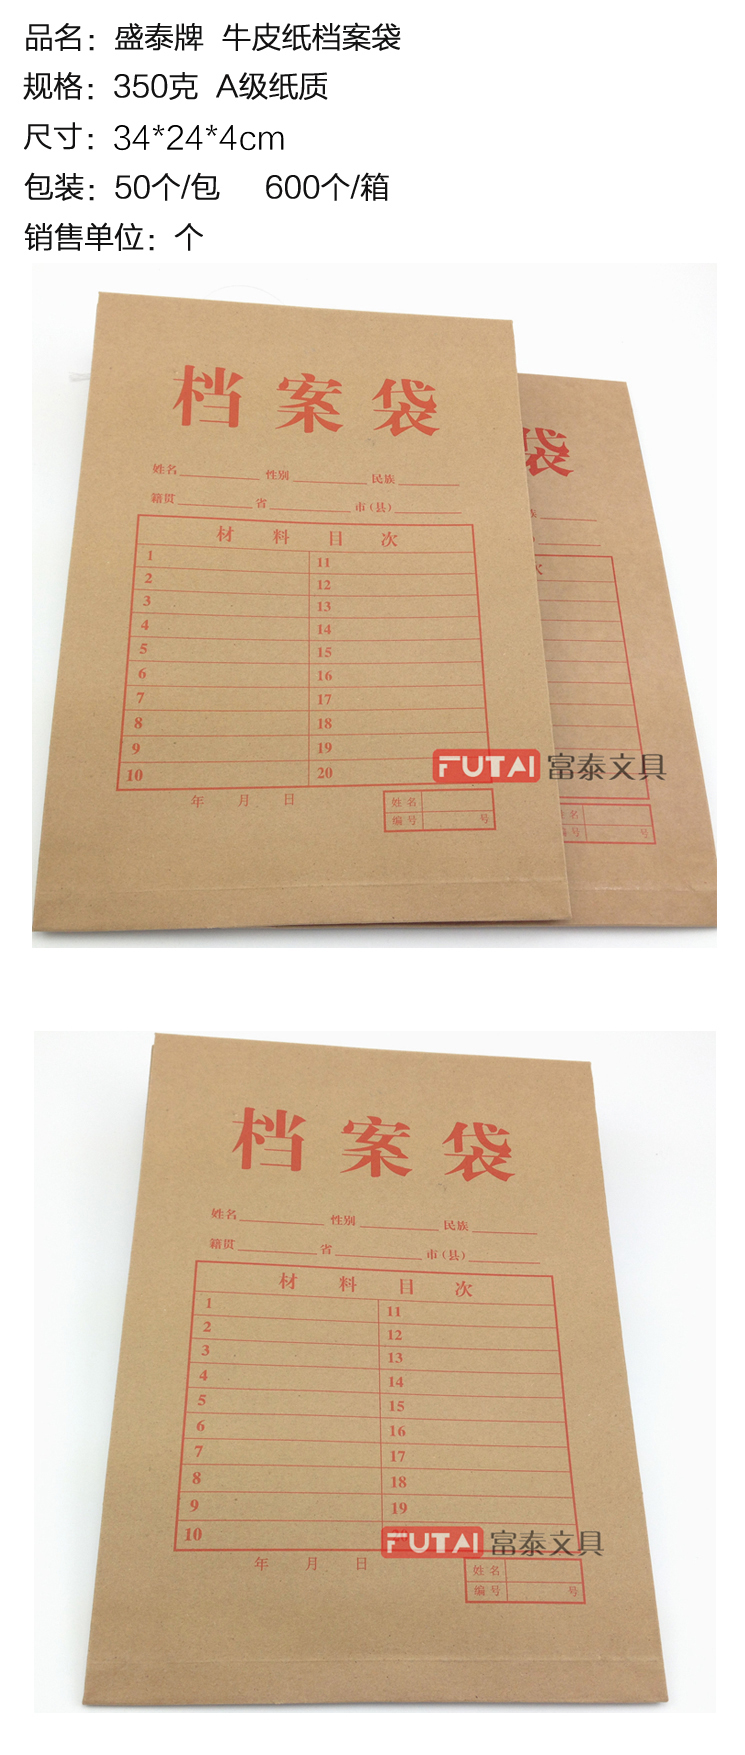 品名：盛泰牌 牛皮纸档案袋
规格：350克 A级纸质
尺寸：34*24*4cm
包装：50个/包 600个/箱
销售单位：个
档案袋
袋
姓名 性别 民族
族
籍贯 省 市（县）
材料目次
次
1 11
2 12
3 13
4 14
5 15
6 16
7 17
8 18
9 19
10 20
FUTAI 富泰文具
年 月 日
姓名
编号 号
名
号 号
档案袋
姓名 性别 民族
籍贯 省 市（县）
材料目次
1 11
2 12
3 13
4 14
5 15
6 16
7 17
8 18
9 19
10 20
FUTAI 富泰文具
年 月 日
姓名
编号 号